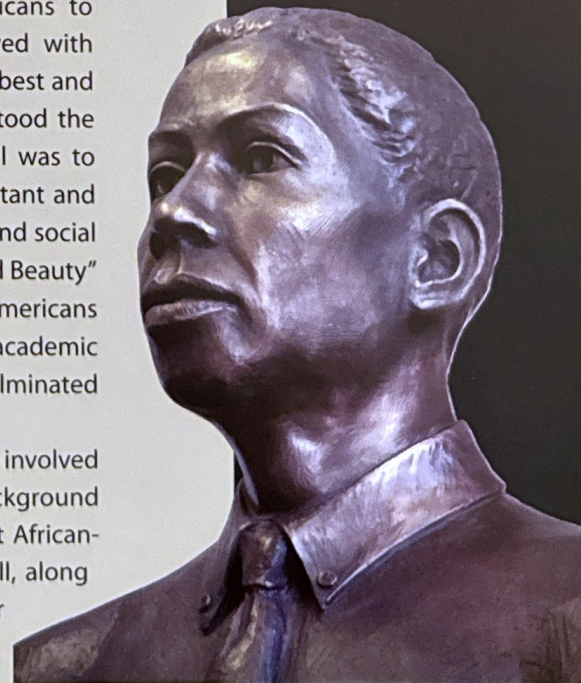 icans to
ed with
best and
tood the
l was to
tant and
nd social
d Beauty”
mericans
academic
lminated
involved
ckground
t African-
ll, along
r